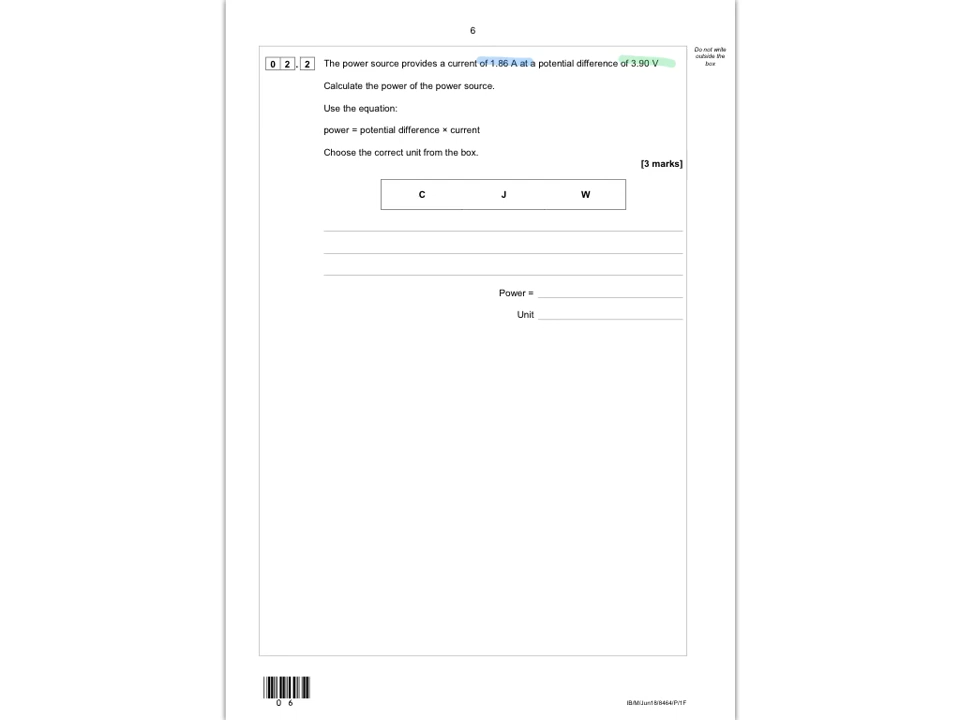 6
Do not write
outside the
box
0 2 . 2 The power source provides a current of 1.86 A at a potential difference of 3.90 V
Calculate the power of the power source.
Use the equation:
power = potential difference × current
Choose the correct unit from the box.
[3 marks]
C J W
Power =
Unit
0 6
IB/M/Jun18/8464/P/1F